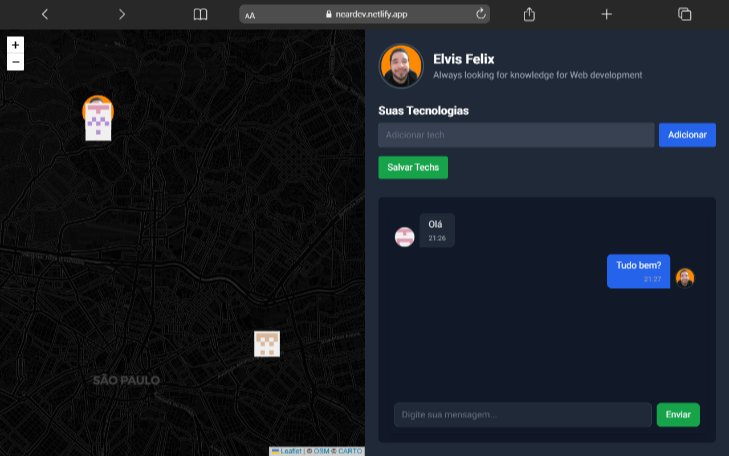 AA
neardev.netlify.app
+
−
Elvis Felix
Always looking for knowledge for Web development
Suas Tecnologias
Adicionar tech
Adicionar
Salvar Techs
Olá
21:26
Tudo bem?
21:27
SÃO PAULO
Digite sua mensagem...
Enviar
Leaflet | © OSM © CARTO